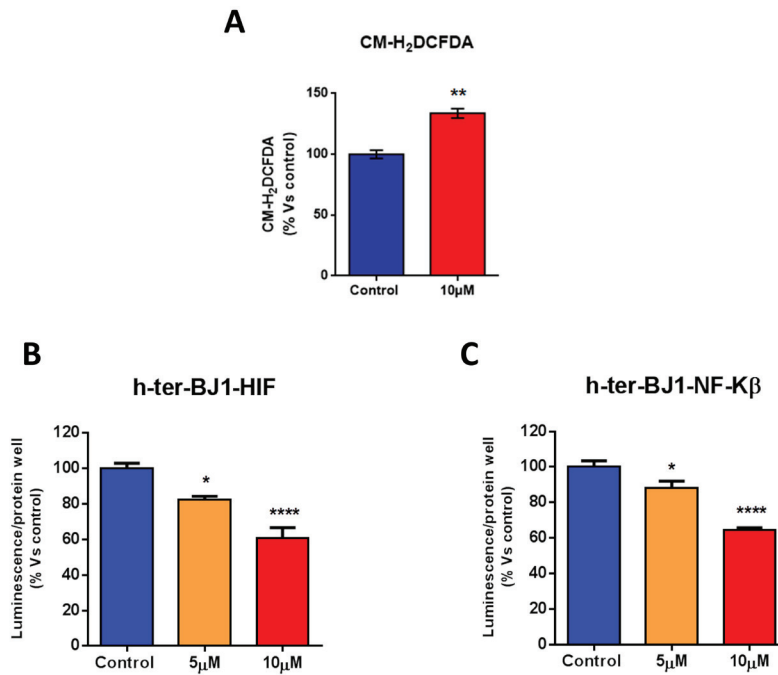 A
CM-H₂DCFDA
CM-H₂DCFDA
(% Vs control)
150
100
50
0
**
Control
10µM
B
h-ter-BJ1-HIF
Luminescence/protein well
(% Vs control)
120
100
80
60
40
20
0
*
****
Control
5µM
10µM
C
h-ter-BJ1-NF-Kβ
Luminescence/protein well
(% Vs control)
120
100
80
60
40
20
0
*
****
Control
5µM
10µM